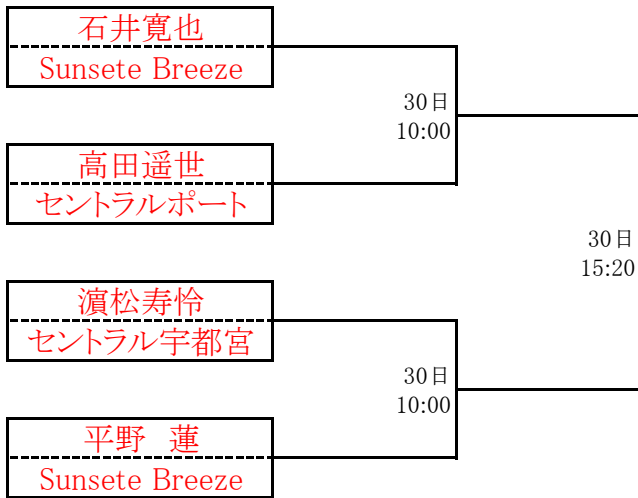 石井寛也
Sunsete Breeze
30日
10:00
高田遥世
セントラルポート
30日
15:20
濵松寿怜
セントラル宇都宮
30日
10:00
平野　蓮
Sunsete Breeze